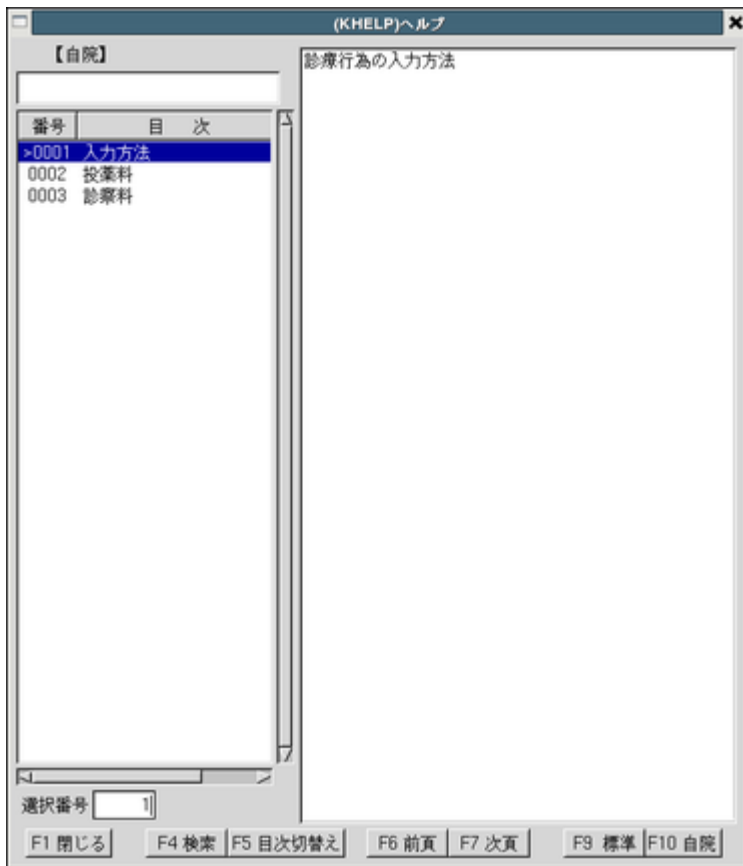 (KHELP)ヘルプ
【自院】
番号 目 次
>0001 入力方法
0002 投薬料
0003 診察料
診療行為の入力方法
選択番号 1
F1 閉じる F4 検索 F5 目次切替え F6 前頁 F7 次頁 F9 標準 F10 自院